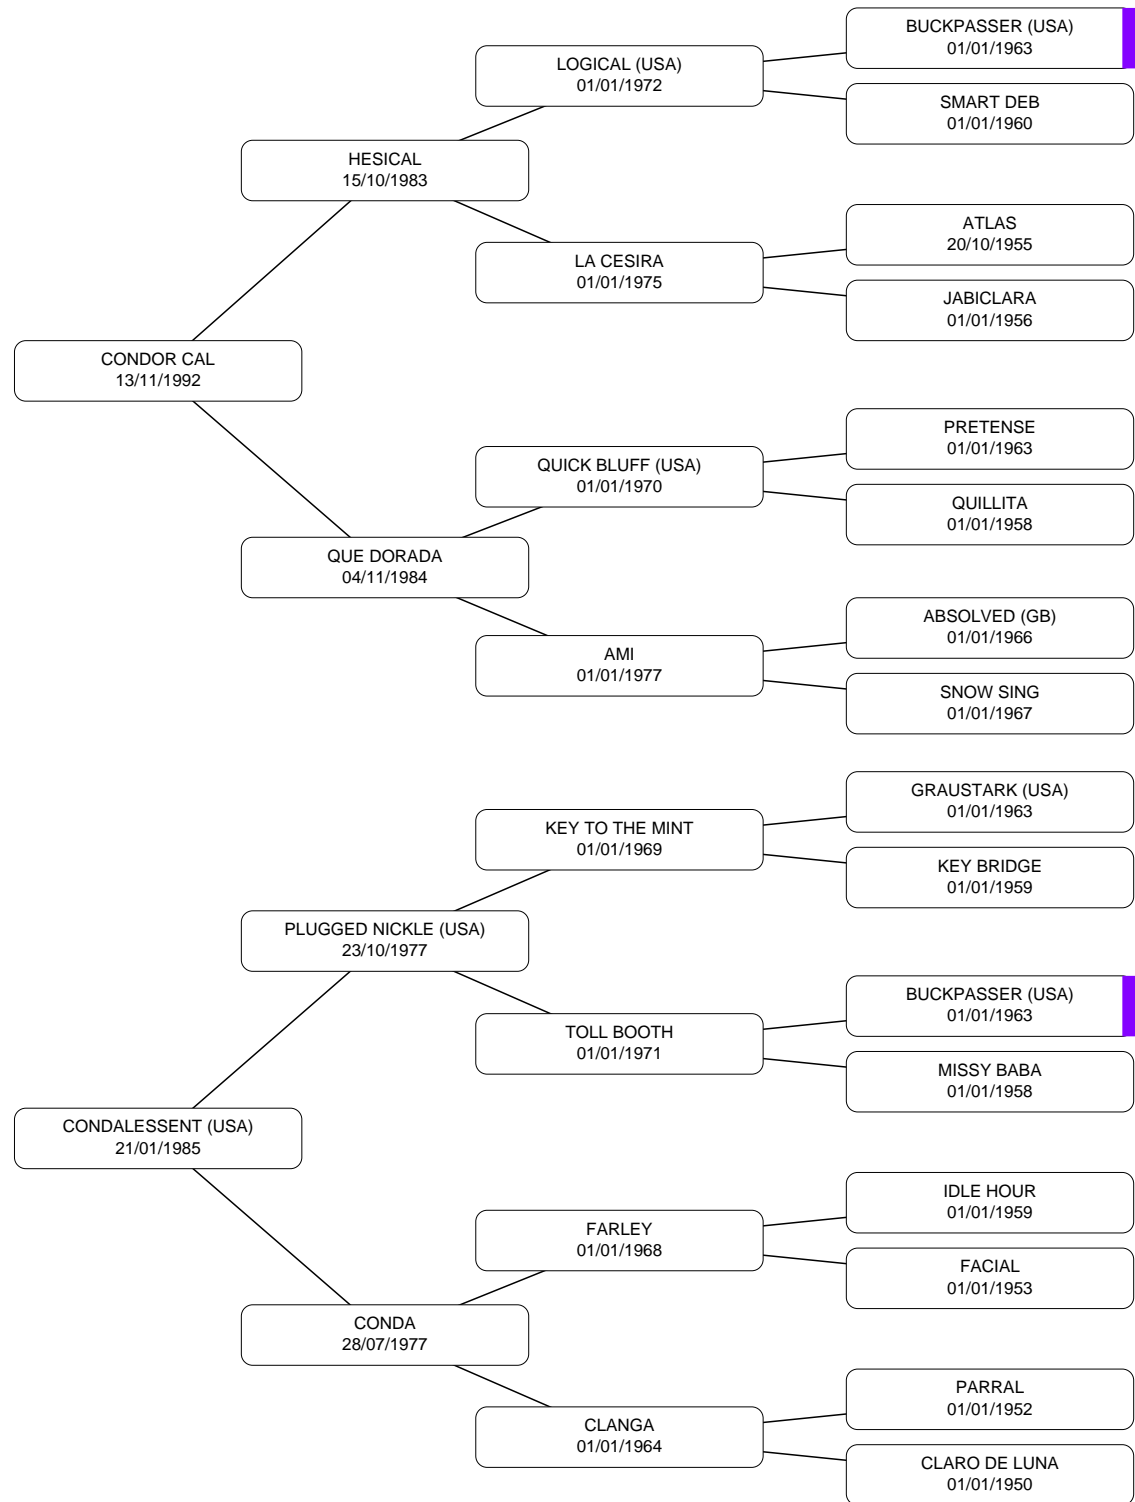 BUCKPASSER (USA)
01/01/1963
LOGICAL (USA)
01/01/1972
SMART DEB
01/01/1960
HESICAL
15/10/1983
ATLAS
20/10/1955
LA CESIRA
01/01/1975
JABICLARA
01/01/1956
CONDOR CAL
13/11/1992
PRETENSE
01/01/1963
QUICK BLUFF (USA)
01/01/1970
QUILLITA
01/01/1958
QUE DORADA
04/11/1984
ABSOLVED (GB)
01/01/1966
AMI
01/01/1977
SNOW SING
01/01/1967
GRAUSTARK (USA)
01/01/1963
KEY TO THE MINT
01/01/1969
KEY BRIDGE
01/01/1959
PLUGGED NICKLE (USA)
23/10/1977
BUCKPASSER (USA)
01/01/1963
TOLL BOOTH
01/01/1971
MISSY BABA
01/01/1958
CONDALESSENT (USA)
21/01/1985
IDLE HOUR
01/01/1959
FARLEY
01/01/1968
FACIAL
01/01/1953
CONDA
28/07/1977
PARRAL
01/01/1952
CLANGA
01/01/1964
CLARO DE LUNA
01/01/1950